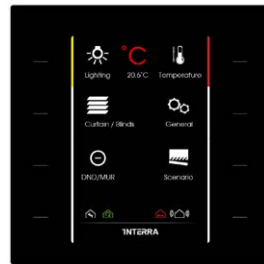 °C
Lighting 20.6°C Temperature
Curtain / Blinds General
DND/MUR Scenario
INTERRA